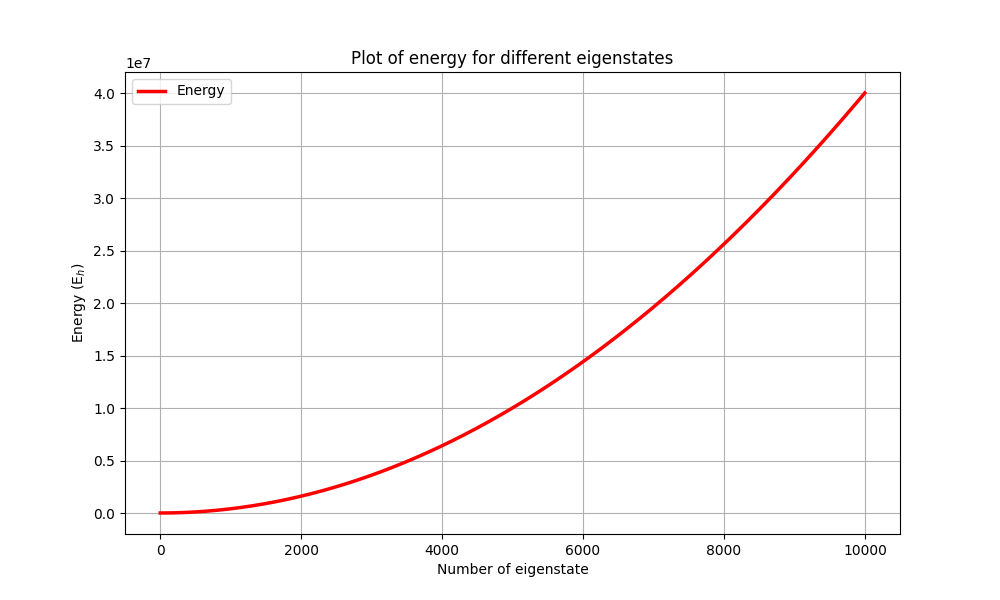 Plot of energy for different eigenstates
1e7
Energy
4.0
3.5
3.0
2.5
2.0
1.5
1.0
0.5
0.0
Energy (E$_h$)
0 2000 4000 6000 8000 10000
Number of eigenstate